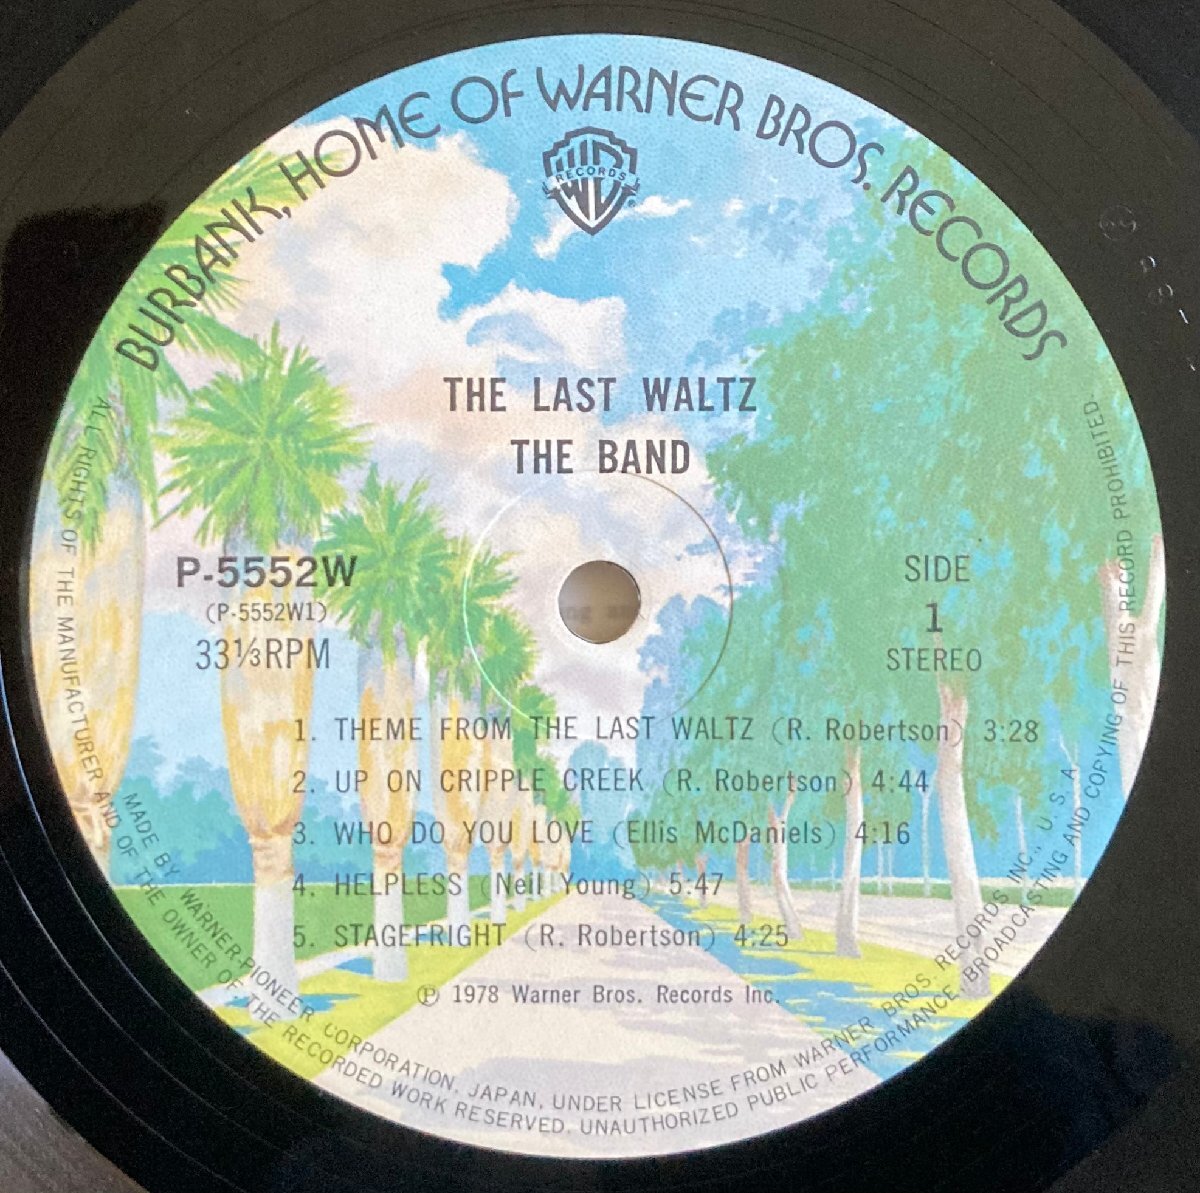 BURBANK, HOME OF WARNER BROS. RECORDS
RECORDS
THE LAST WALTZ
THE BAND
P-5552W
(P-5552W1)
33⅓RPM
SIDE
1
STEREO
1. THEME FROM THE LAST WALTZ (R. Robertson) 3:28
2. UP ON CRIPPLE CREEK (R. Robertson) 4:44
3. WHO DO YOU LOVE (Ellis McDaniels) 4:16
4. HELPLESS (Neil Young) 5:47
5. STAGEFRIGHT (R. Robertson) 4:25
Ⓟ 1978 Warner Bros. Records Inc.
MADE BY WARNER-PIONEER CORPORATION, JAPAN, UNDER LICENSE FROM WARNER BROS. RECORDS INC., U. S. A.
ALL RIGHTS OF THE MANUFACTURER AND OF THE OWNER OF THE RECORDED WORK RESERVED. UNAUTHORIZED PUBLIC PERFORMANCE, BROADCASTING AND COPYING OF THIS RECORD PROHIBITED.